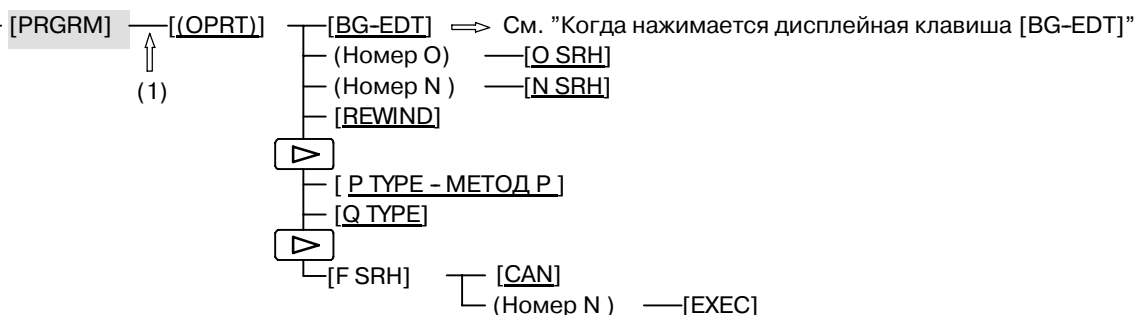 [PRGRM] [(OPRT)] [BG-EDT] См. "Когда нажимается дисплейная клавиша [BG-EDT]"
(Номер O) [O SRH]
(1) (Номер N ) [N SRH]
[REWIND]
[ P TYPE - МЕТОД P ]
[Q TYPE]
[F SRH] [CAN]
(Номер N ) [EXEC]